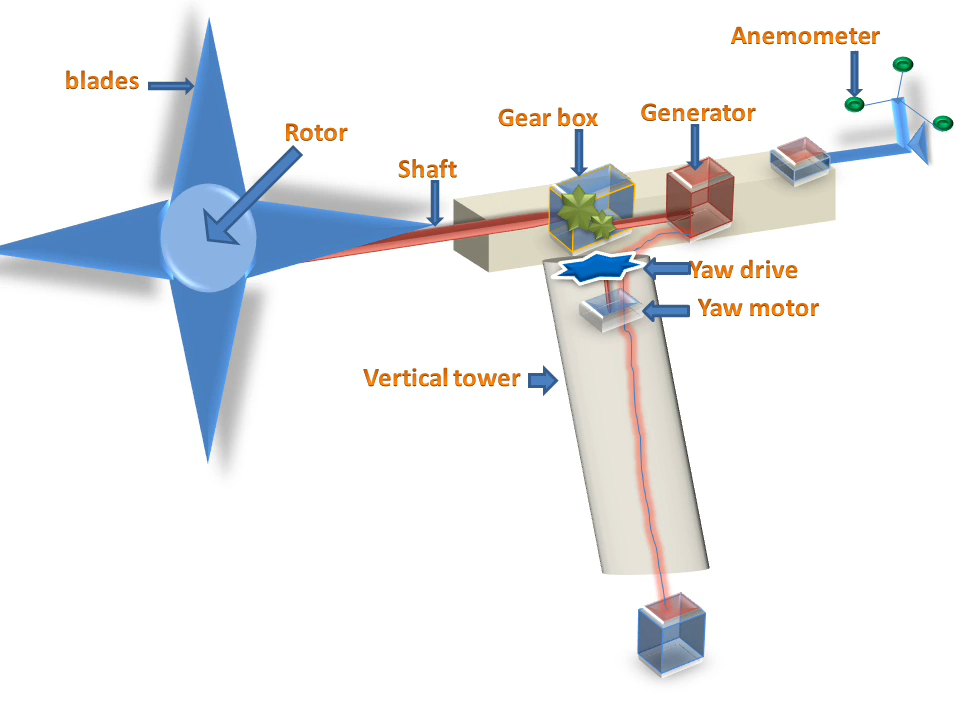 Anemometer
blades
Gear box
Generator
Rotor
Shaft
Yaw drive
Yaw motor
Vertical tower